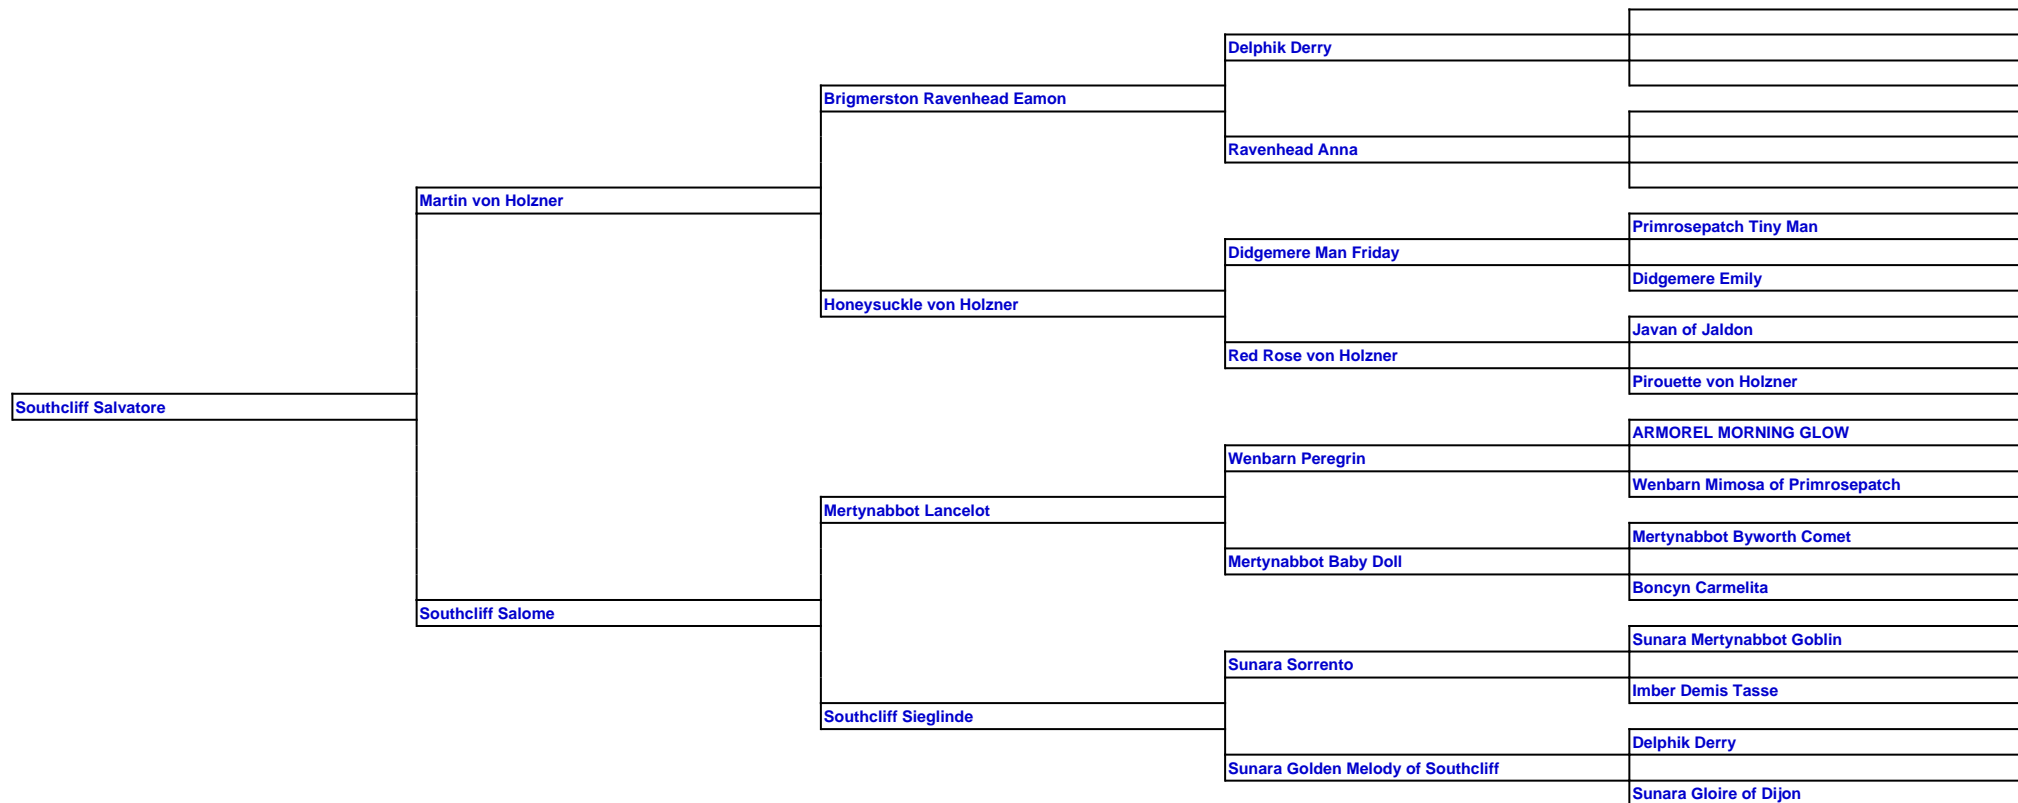 Delphik Derry
Brigmerston Ravenhead Eamon
Ravenhead Anna
Martin von Holzner
Primrosepatch Tiny Man
Didgemere Man Friday
Didgemere Emily
Honeysuckle von Holzner
Javan of Jaldon
Red Rose von Holzner
Pirouette von Holzner
Southcliff Salvatore
ARMOREL MORNING GLOW
Wenbarn Peregrin
Wenbarn Mimosa of Primrosepatch
Mertynabbot Lancelot
Mertynabbot Byworth Comet
Mertynabbot Baby Doll
Boncyn Carmelita
Southcliff Salome
Sunara Mertynabbot Goblin
Sunara Sorrento
Imber Demis Tasse
Southcliff Sieglinde
Delphik Derry
Sunara Golden Melody of Southcliff
Sunara Gloire of Dijon